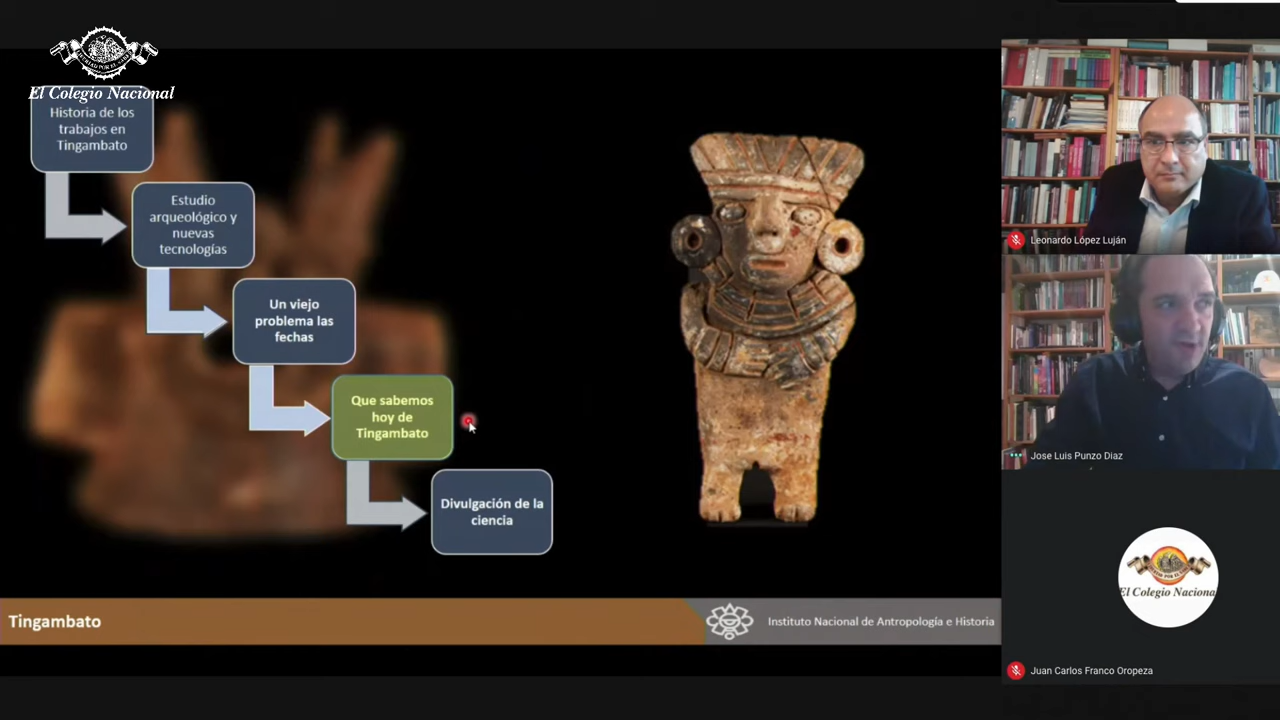 El Colegio Nacional
Historia de los
trabajos en
Tingambato
Estudio
arqueológico y
nuevas
tecnologías
Un viejo
problema las
fechas
Que sabemos
hoy de
Tingambato
Divulgación de la
ciencia
Tingambato
Instituto Nacional de Antropología e Historia
Leonardo López Luján
Jose Luis Punzo Diaz
El Colegio Nacional
Juan Carlos Franco Oropeza